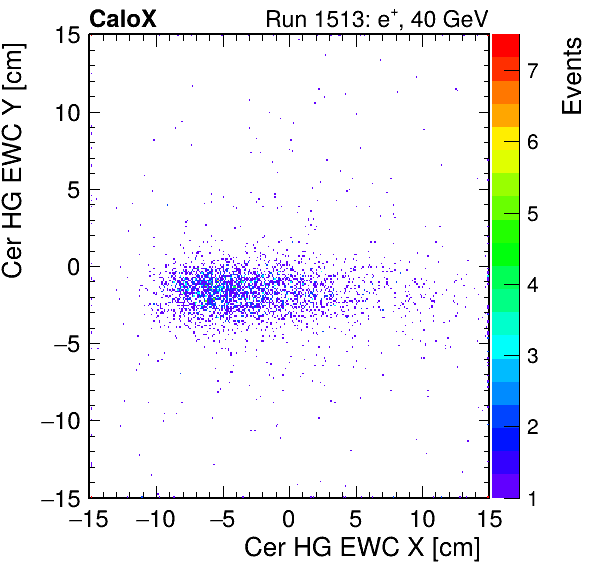 CaloX Run 1513: e+, 40 GeV
Cer HG EWC Y [cm]
15
10
5
0
−5
−10
−15
−15 −10 −5 0 5 10 15
Cer HG EWC X [cm]
Events
7
6
5
4
3
2
1